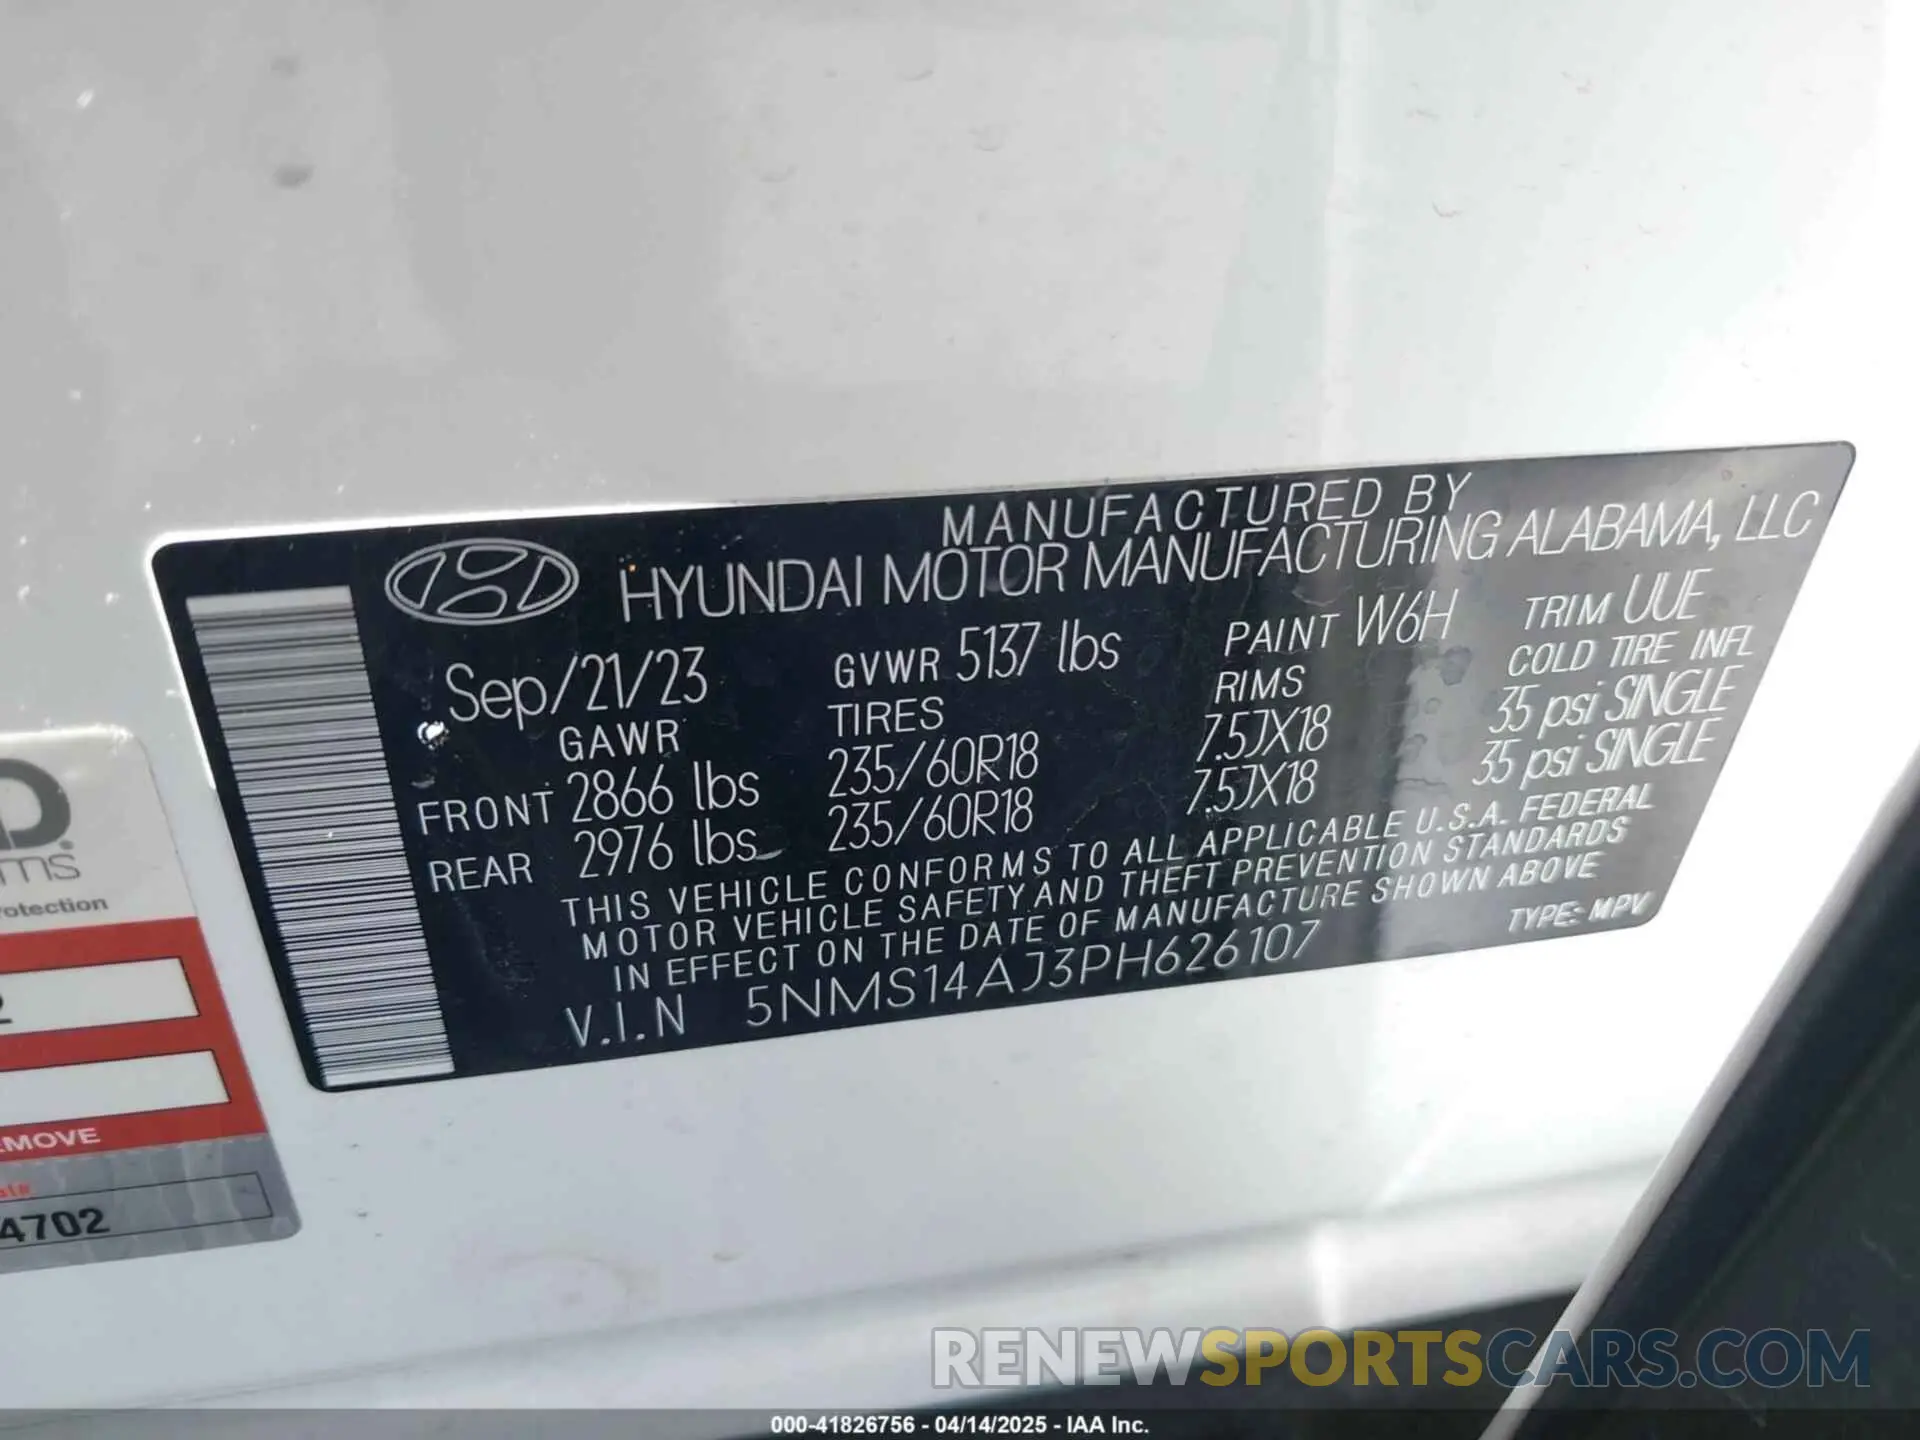 MANUFACTURED BY
HYUNDAI MOTOR MANUFACTURING ALABAMA, LLC
Sep/21/23 GVWR 5137 lbs PAINT W6H TRIM UUE
GAWR TIRES RIMS COLD TIRE INFL
FRONT 2866 lbs 235/60R18 7.5JX18 35 psi SINGLE
REAR 2976 lbs 235/60R18 7.5JX18 35 psi SINGLE
THIS VEHICLE CONFORMS TO ALL APPLICABLE U.S.A. FEDERAL
MOTOR VEHICLE SAFETY AND THEFT PREVENTION STANDARDS
IN EFFECT ON THE DATE OF MANUFACTURE SHOWN ABOVE
V.I.N 5NMS14AJ3PH626107 TYPE: MPV
4702
RENEWSPORTSCARS.COM
000-41826756 - 04/14/2025 - IAA Inc.